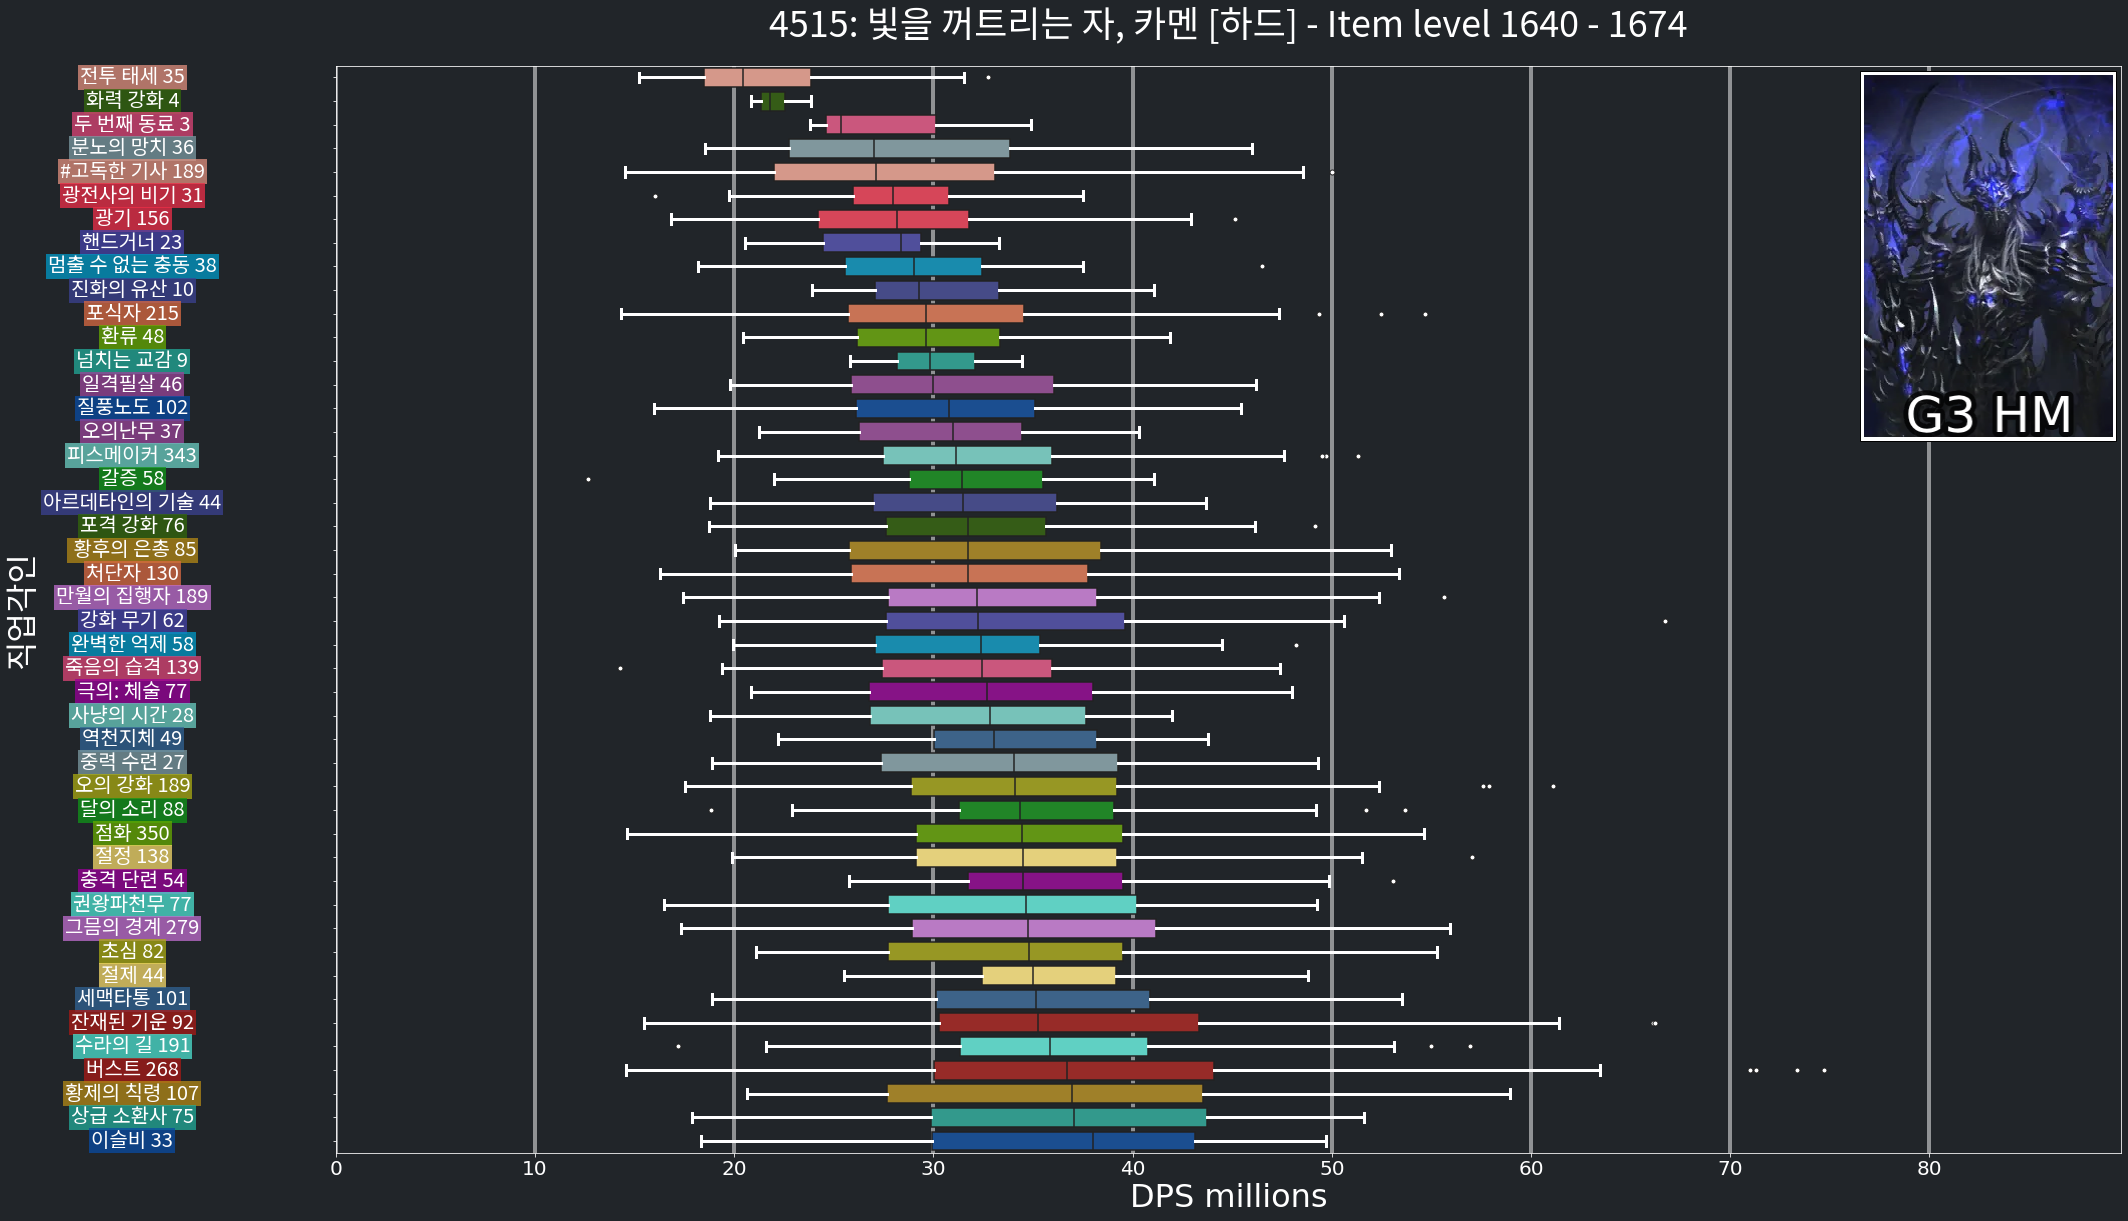 4515: 빛을 꺼트리는 자, 카멘 [하드] - Item level 1640 - 1674
전투 태세 35
화력 강화 4
두 번째 동료 3
분노의 망치 36
#고독한 기사 189
광전사의 비기 31
광기 156
핸드거너 23
멈출 수 없는 충동 38
진화의 유산 10
포식자 215
환류 48
넘치는 교감 9
일격필살 46
질풍노도 102
오의난무 37
피스메이커 343
갈증 58
아르데타인의 기술 44
포격 강화 76
황후의 은총 85
처단자 130
만월의 집행자 189
강화 무기 62
완벽한 억제 58
죽음의 습격 139
극의: 체술 77
사냥의 시간 28
역천지체 49
중력 수련 27
오의 강화 189
달의 소리 88
점화 350
절정 138
충격 단련 54
권왕파천무 77
그믐의 경계 279
초심 82
절제 44
세맥타통 101
잔재된 기운 92
수라의 길 191
버스트 268
황제의 칙령 107
상급 소환사 75
이슬비 33
직업각인
G3 HM
0 10 20 30 40 50 60 70 80
DPS millions